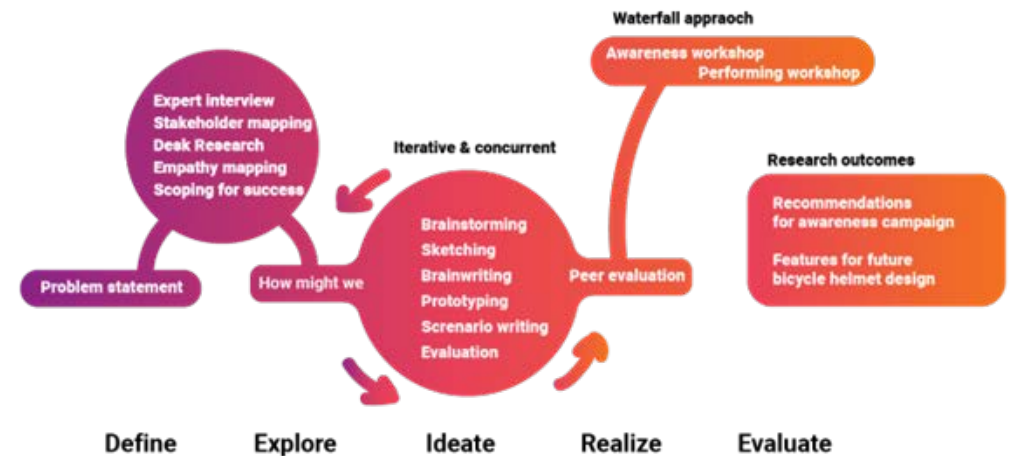 Waterfall appraoch
Awareness workshop
Performing workshop
Expert interview
Stakeholder mapping
Desk Research
Empathy mapping
Scoping for success
Problem statement
How might we
Iterative & concurrent
Brainstorming
Sketching
Brainwriting
Prototyping
Screnario writing
Evaluation
Peer evaluation
Research outcomes
Recommendations
for awareness campaign
Features for future
bicycle helmet design
Define Explore Ideate Realize Evaluate